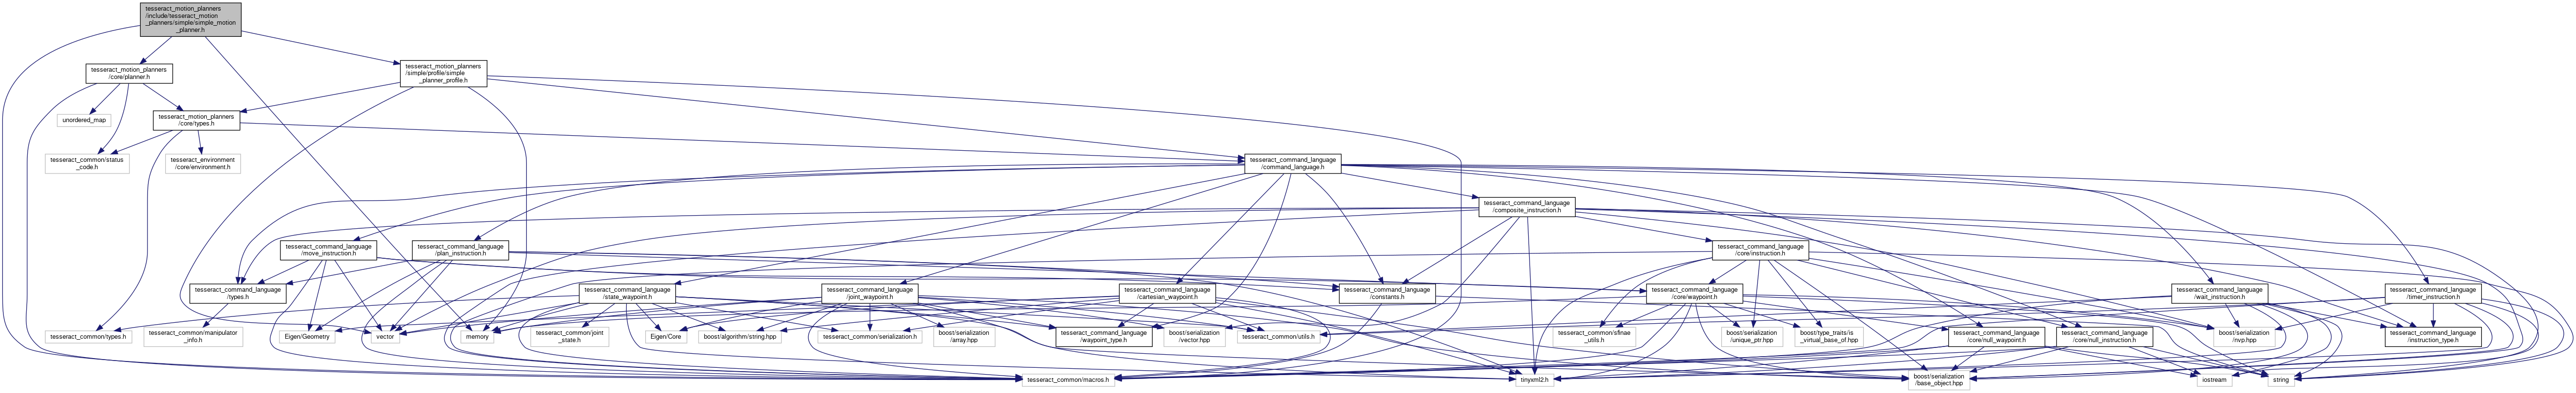 tesseract_motion_planners
/include/tesseract_motion
_planners/simple/simple_motion
_planner.h
tesseract_motion_planners
/core/planner.h
tesseract_motion_planners
/simple/profile/simple
_planner_profile.h
unordered_map
tesseract_motion_planners
/core/types.h
tesseract_common/status
_code.h
tesseract_environment
/core/environment.h
tesseract_command_language
/command_language.h
tesseract_command_language
/composite_instruction.h
tesseract_command_language
/move_instruction.h
tesseract_command_language
/plan_instruction.h
tesseract_command_language
/core/instruction.h
tesseract_command_language
/types.h
tesseract_command_language
/state_waypoint.h
tesseract_command_language
/joint_waypoint.h
tesseract_command_language
/cartesian_waypoint.h
tesseract_command_language
/constants.h
tesseract_command_language
/core/waypoint.h
tesseract_command_language
/wait_instruction.h
tesseract_command_language
/timer_instruction.h
tesseract_common/types.h
tesseract_common/manipulator
_info.h
Eigen/Geometry
vector
memory
tesseract_common/joint
_state.h
Eigen/Core
boost/algorithm/string.hpp
tesseract_common/serialization.h
boost/serialization
/array.hpp
tesseract_command_language
/waypoint_type.h
boost/serialization
/vector.hpp
tesseract_common/utils.h
tesseract_common/sfinae
_utils.h
boost/serialization
/unique_ptr.hpp
boost/type_traits/is
_virtual_base_of.hpp
tesseract_command_language
/core/null_waypoint.h
tesseract_command_language
/core/null_instruction.h
boost/serialization
/nvp.hpp
tesseract_command_language
/instruction_type.h
tesseract_common/macros.h
tinyxml2.h
boost/serialization
/base_object.hpp
iostream
string